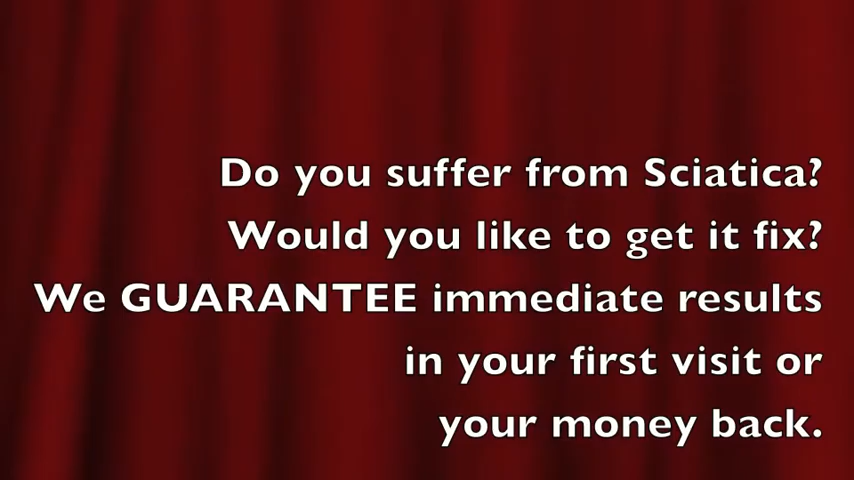 Do you suffer from Sciatica?
Would you like to get it fix?
We GUARANTEE immediate results
in your first visit or
your money back.